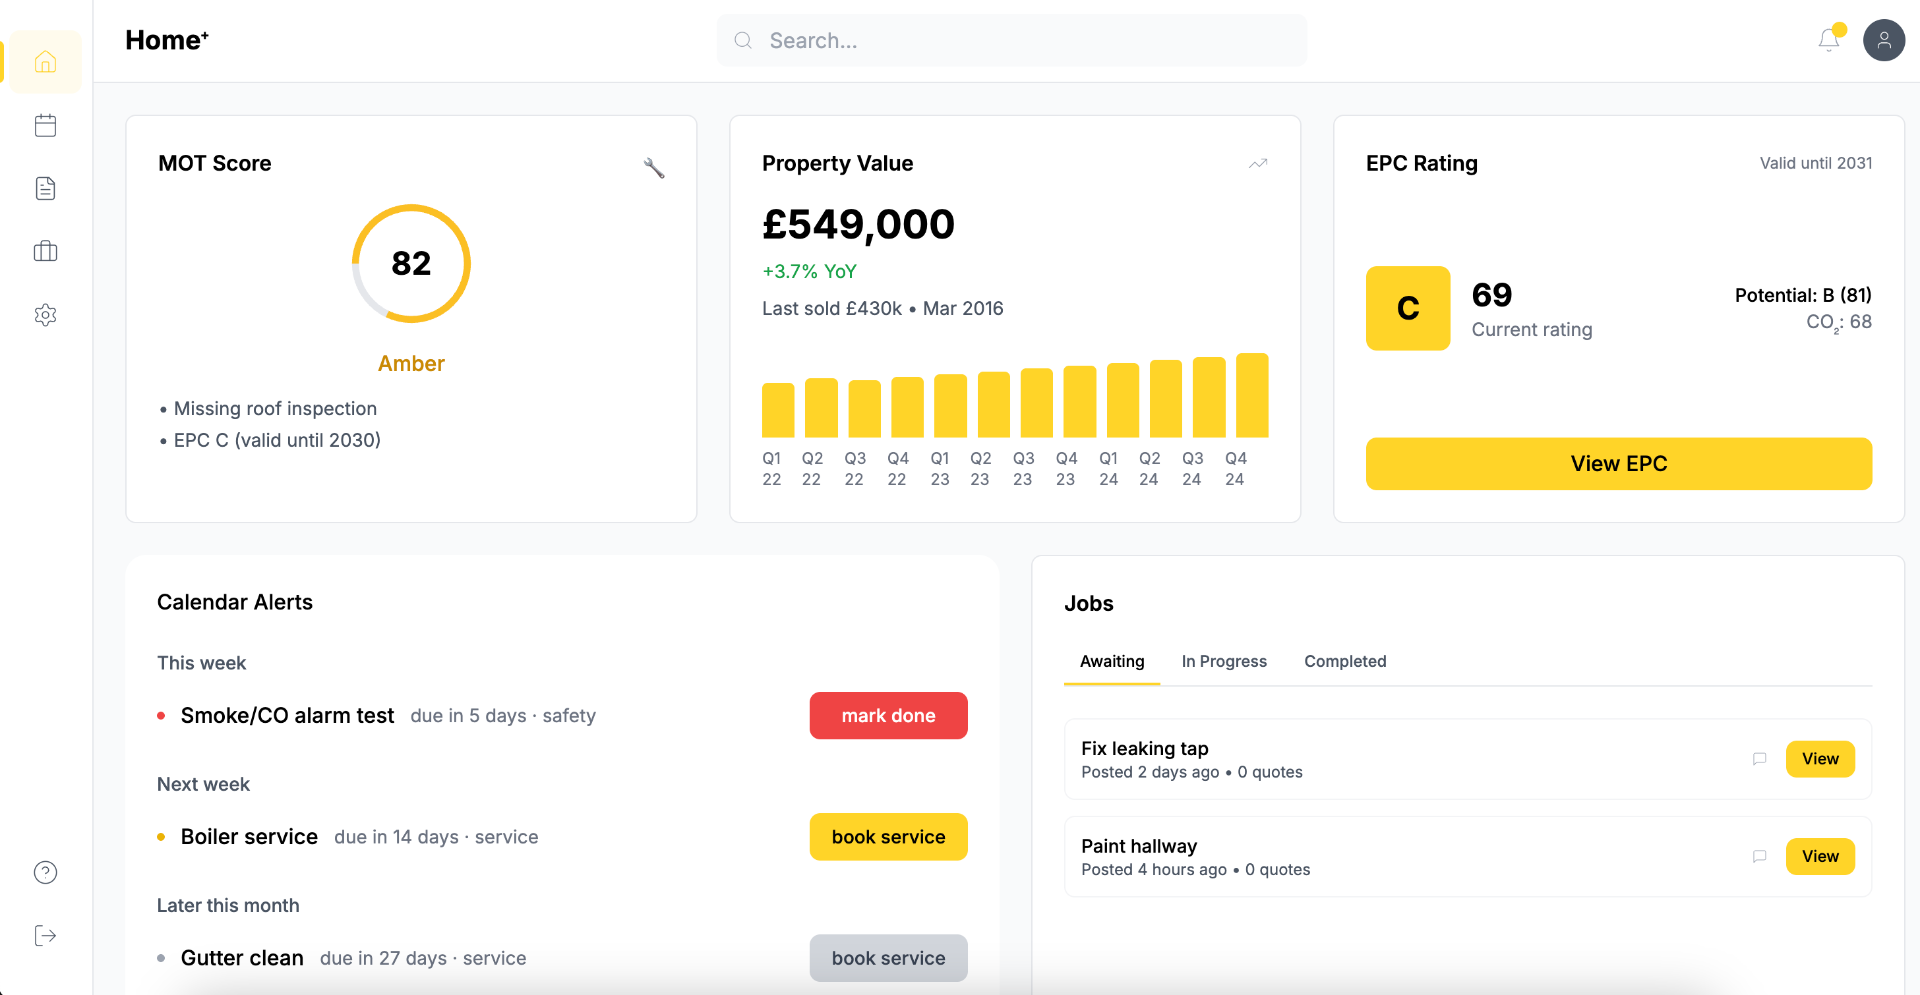 Home⁺
Search...
MOT Score
82
Amber
• Missing roof inspection
• EPC C (valid until 2030)
Property Value
£549,000
+3.7% YoY
Last sold £430k • Mar 2016
Q1 22 Q2 22 Q3 22 Q4 22 Q1 23 Q2 23 Q3 23 Q4 23 Q1 24 Q2 24 Q3 24 Q4 24
EPC Rating
Valid until 2031
C
69
Current rating
Potential: B (81)
CO₂: 68
View EPC
Calendar Alerts
This week
• Smoke/CO alarm test due in 5 days · safety
mark done
Next week
• Boiler service due in 14 days · service
book service
Later this month
• Gutter clean due in 27 days · service
book service
Jobs
Awaiting In Progress Completed
Fix leaking tap
Posted 2 days ago • 0 quotes
View
Paint hallway
Posted 4 hours ago • 0 quotes
View